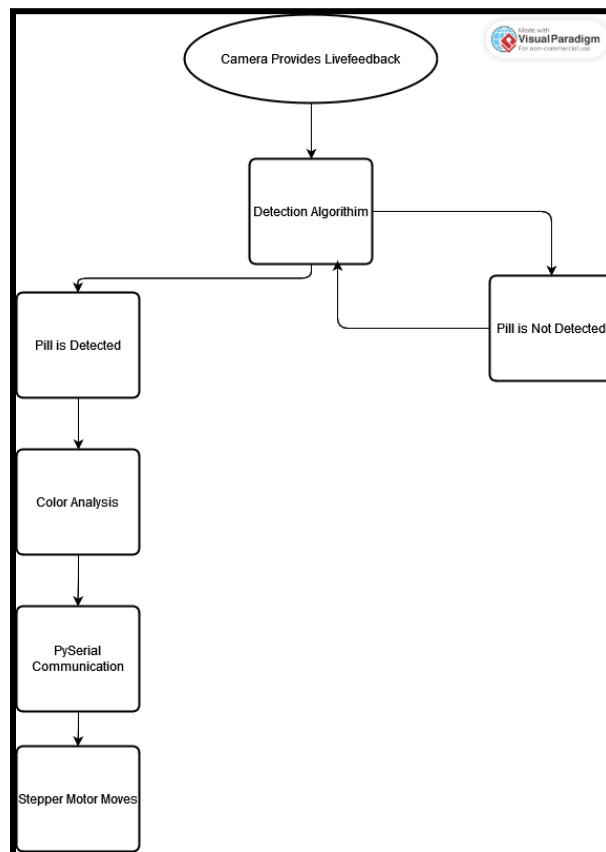 Made with
Visual Paradigm
For non-commercial use
Camera Provides Livefeedback
Detection Algorithim
Pill is Detected
Pill is Not Detected
Color Analysis
PySerial
Communication
Stepper Motor Moves